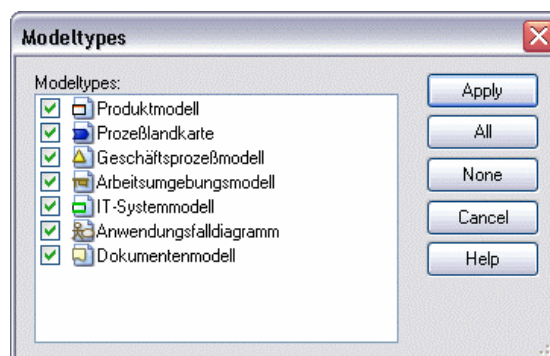 Modeltypes
Modeltypes:
Produktmodell
Prozeßlandkarte
Geschäftsprozeßmodell
Arbeitsumgebungsmodell
IT-Systemmodell
Anwendungsfalldiagramm
Dokumentenmodell
Apply
All
None
Cancel
Help